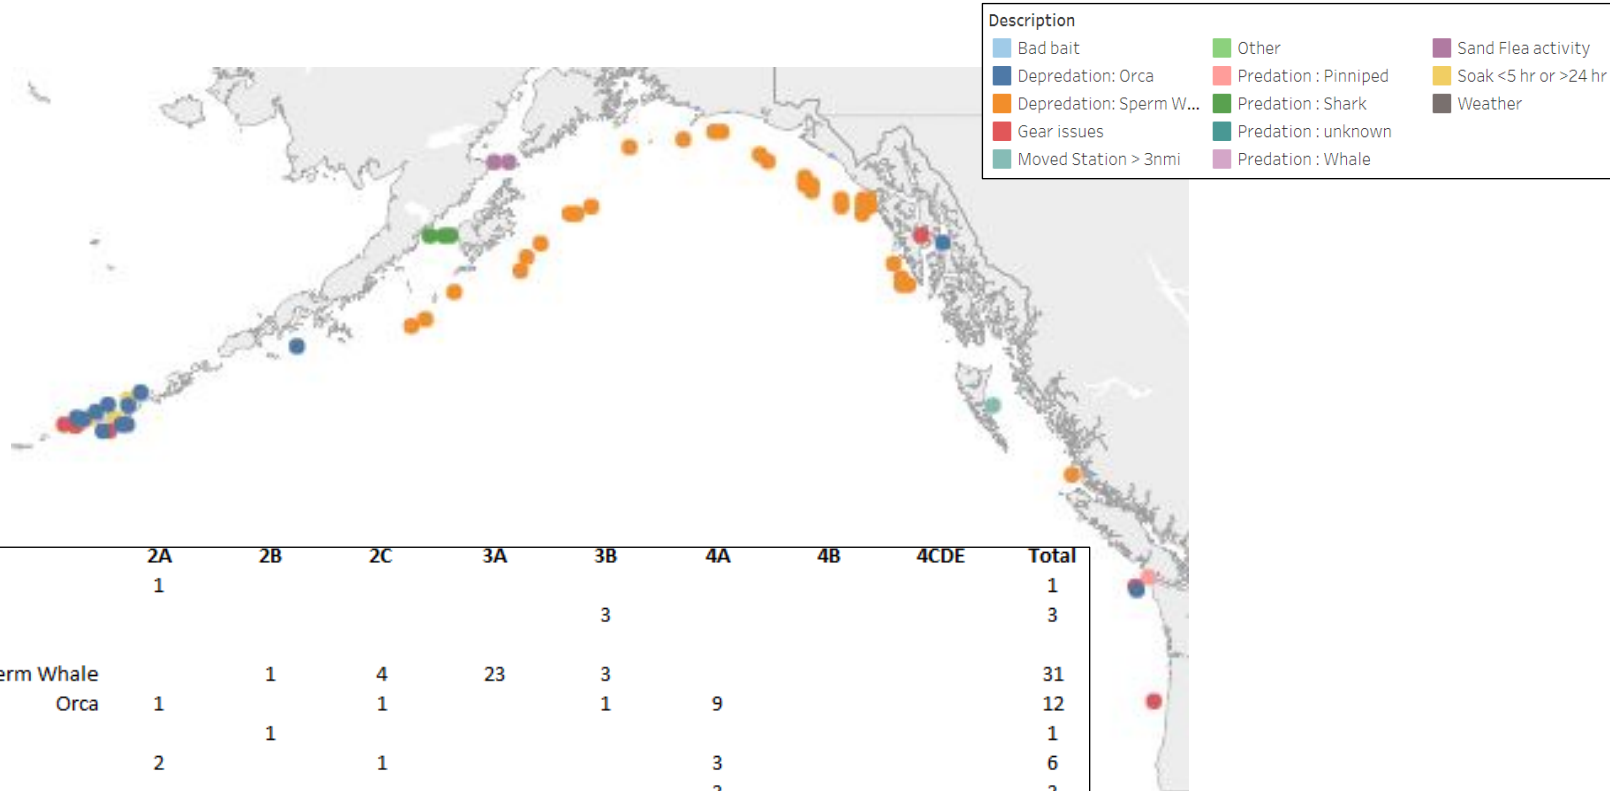 Description
Bad bait
Other
Sand Flea activity
Depredation: Orca
Predation : Pinniped
Soak <5 hr or >24 hr
Depredation: Sperm W...
Predation : Shark
Weather
Gear issues
Predation : unknown
Moved Station > 3nmi
Predation : Whale
2A 2B 2C 3A 3B 4A 4B 4CDE Total
1 1
3 3
erm Whale 1 4 23 3 31
Orca 1 1 1 9 12
1 1
2 1 3 6